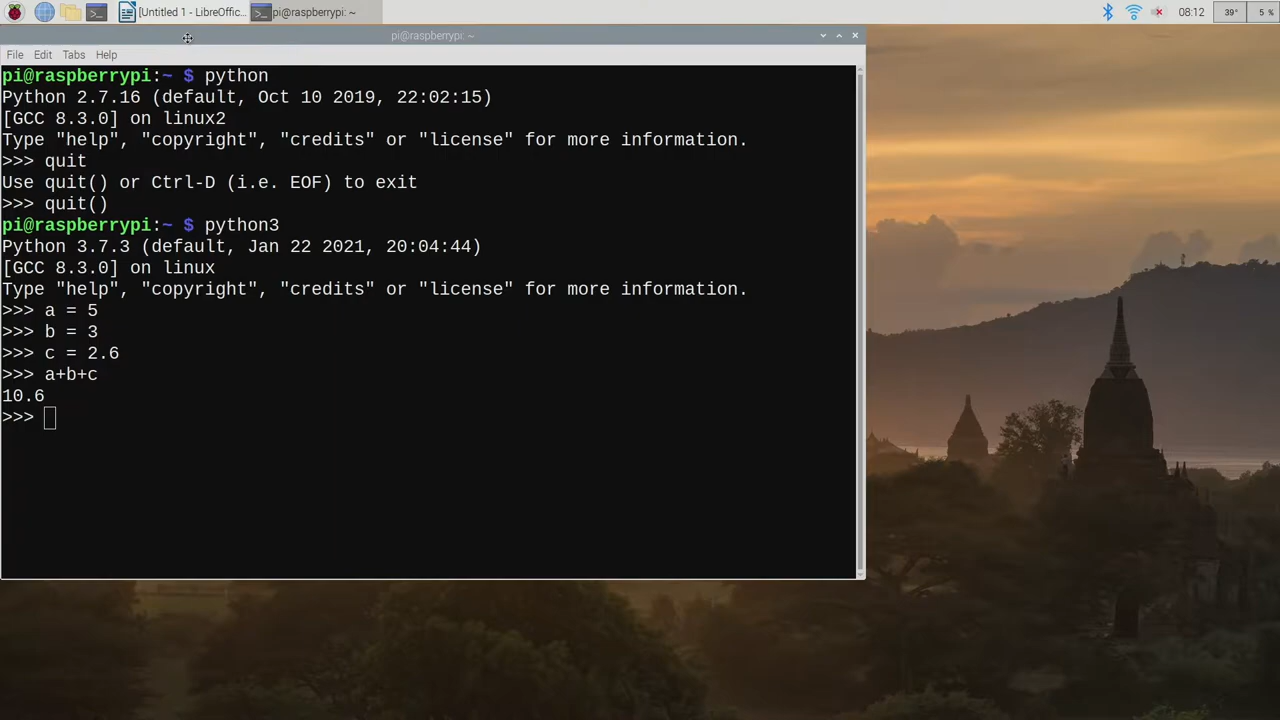 [Untitled 1 - LibreOffic...
pi@raspberrypi: ~
08:12
39°
5 %
pi@raspberrypi: ~
File Edit Tabs Help
pi@raspberrypi:~ $ python
Python 2.7.16 (default, Oct 10 2019, 22:02:15)
[GCC 8.3.0] on linux2
Type "help", "copyright", "credits" or "license" for more information.
>>> quit
Use quit() or Ctrl-D (i.e. EOF) to exit
>>> quit()
pi@raspberrypi:~ $ python3
Python 3.7.3 (default, Jan 22 2021, 20:04:44)
[GCC 8.3.0] on linux
Type "help", "copyright", "credits" or "license" for more information.
>>> a = 5
>>> b = 3
>>> c = 2.6
>>> a+b+c
10.6
>>>